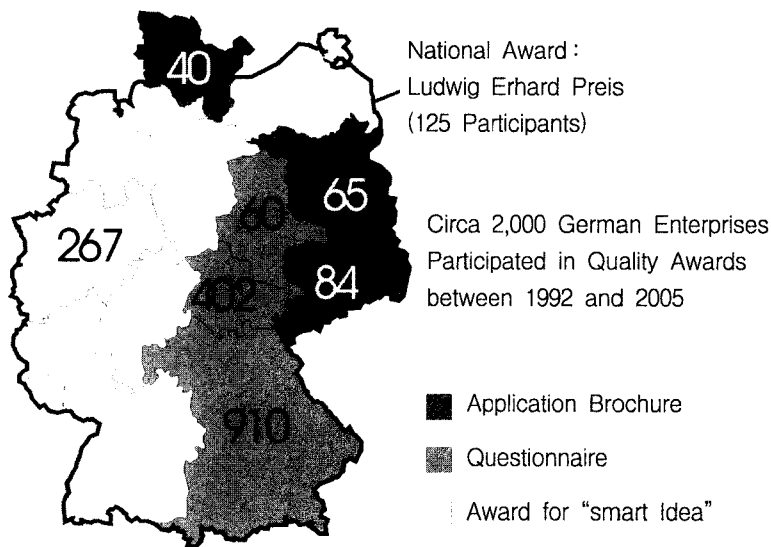 40
National Award :
Ludwig Erhard Preis
(125 Participants)
65
60
267
Circa 2,000 German Enterprises
Participated in Quality Awards
between 1992 and 2005
84
402
Application Brochure
910
Questionnaire
Award for “smart Idea”